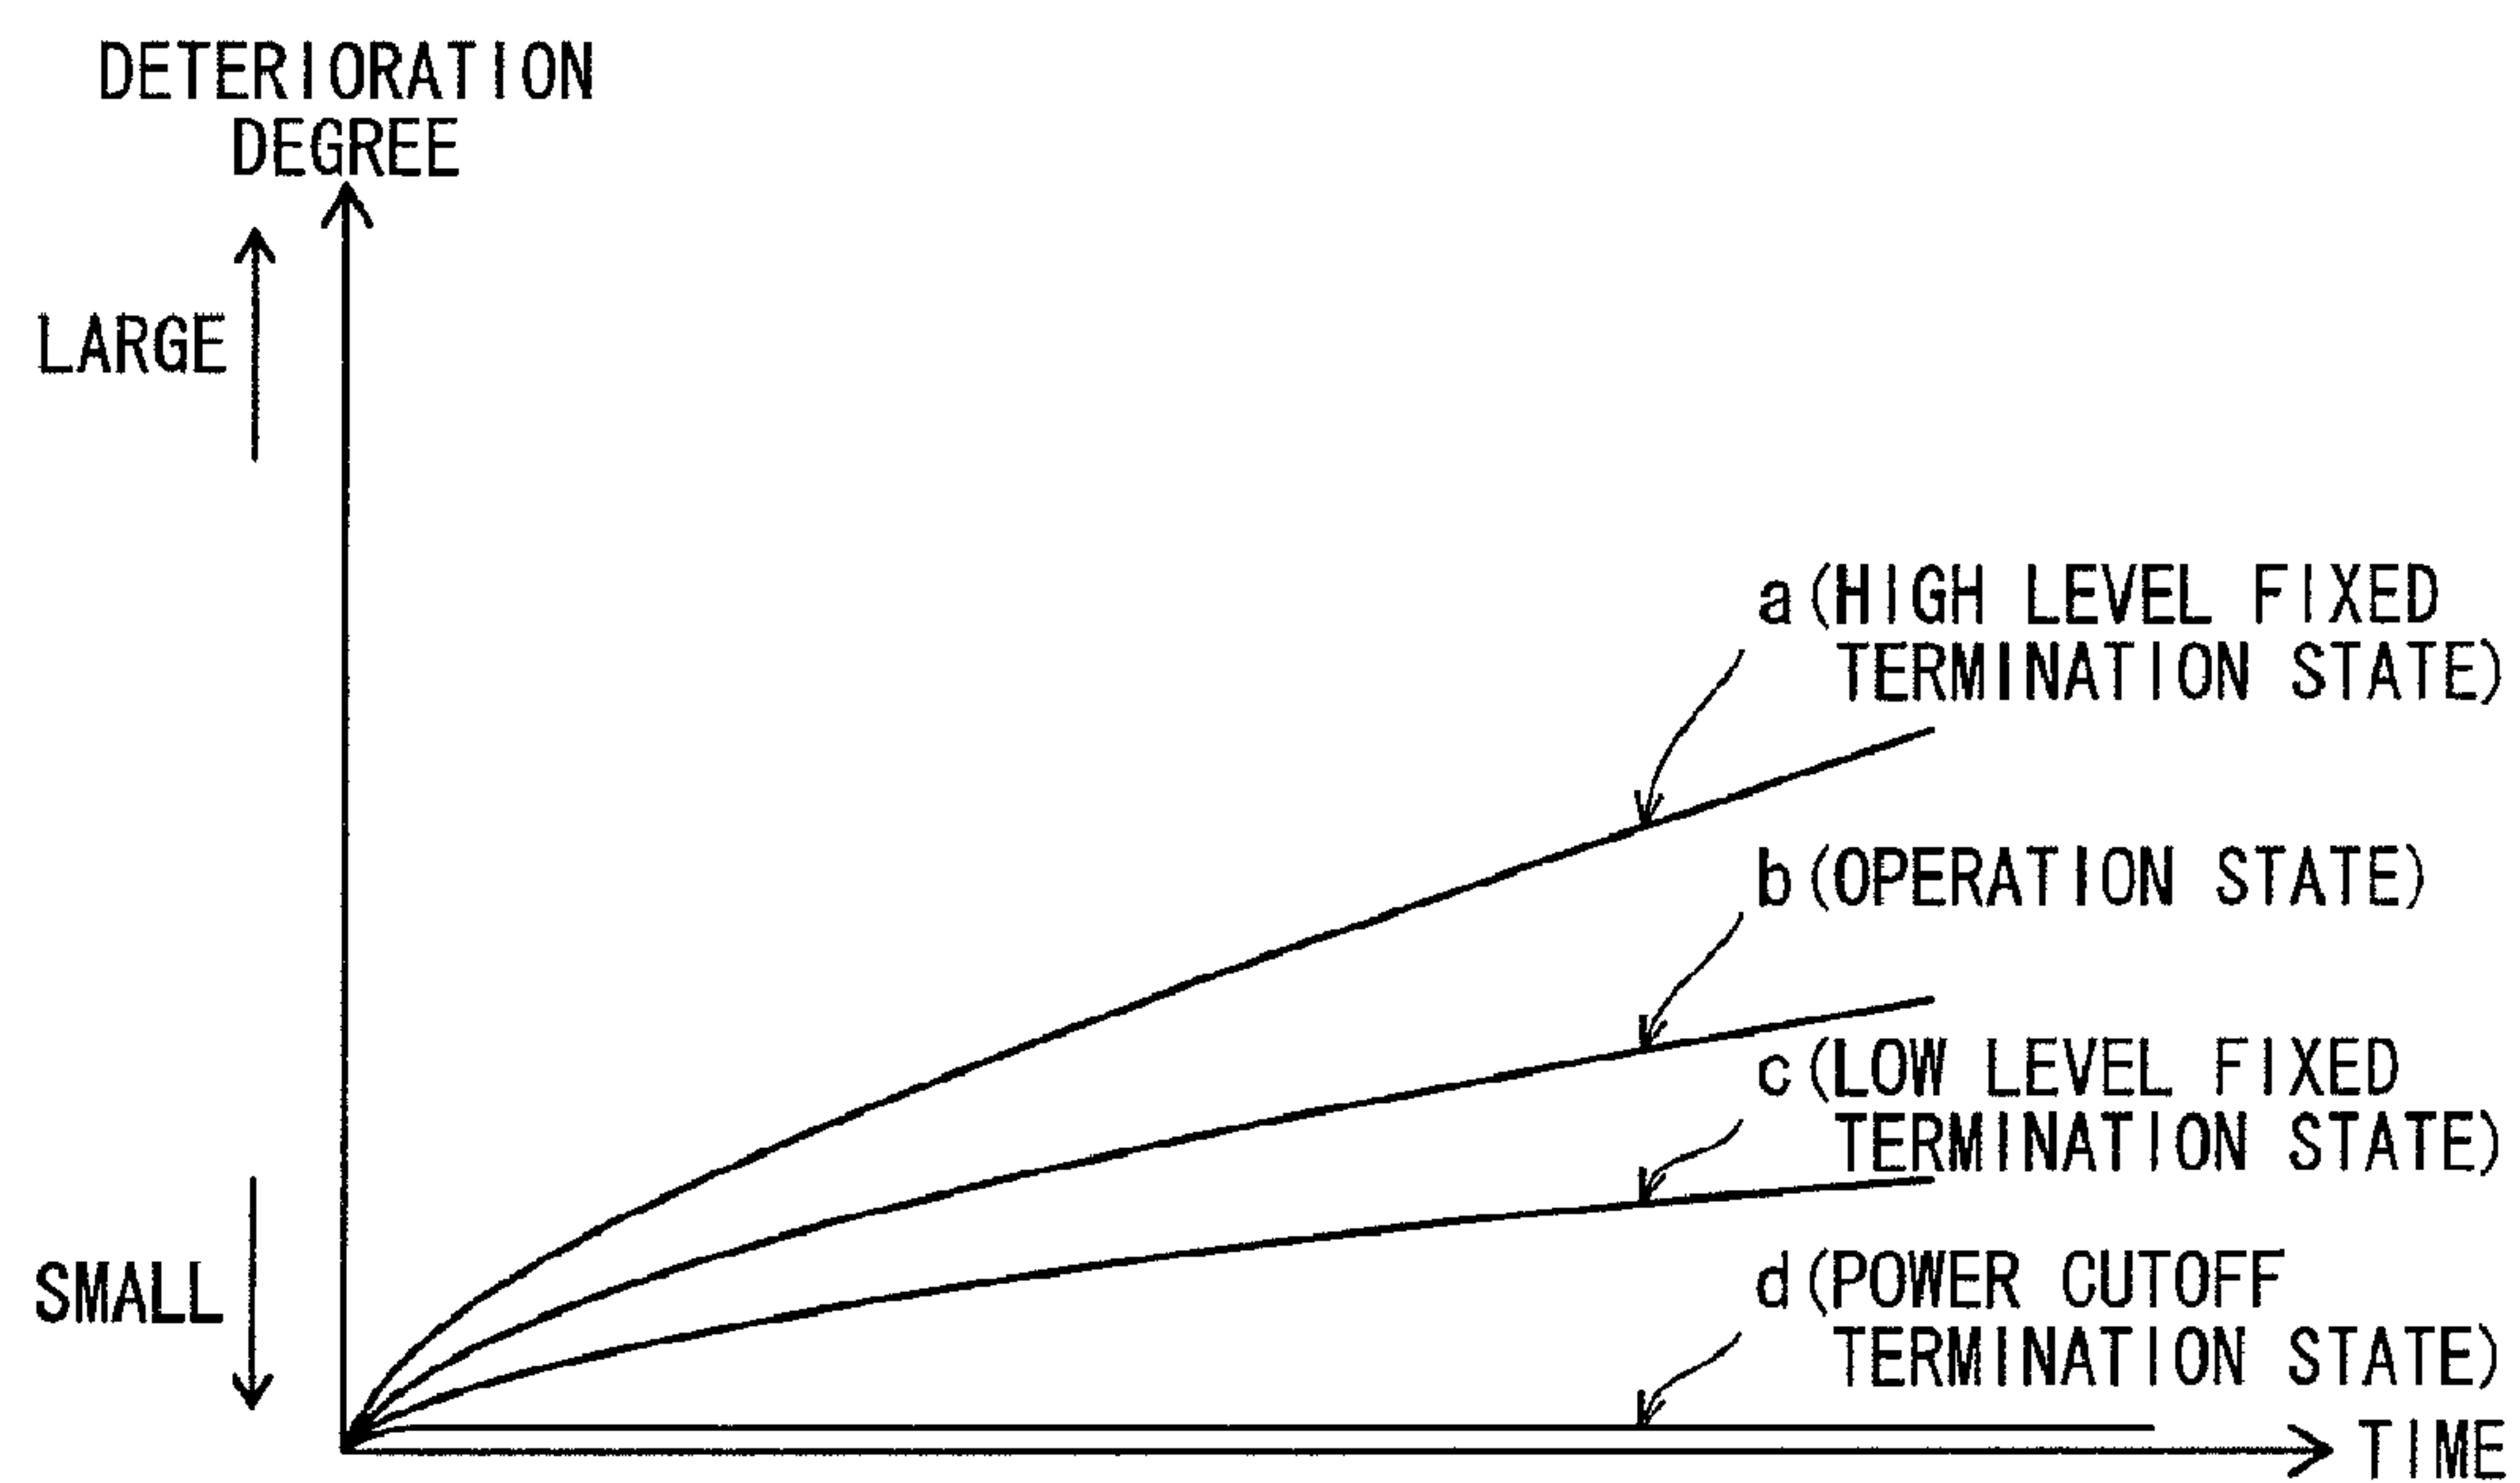 DETERIORATION
DEGREE
LARGE
a(HIGH LEVEL FIXED
TERMINATION STATE)
b(OPERATION STATE)
c(LOW LEVEL FIXED
TERMINATION STATE)
SMALL
d(POWER CUTOFF
TERMINATION STATE)
TIME